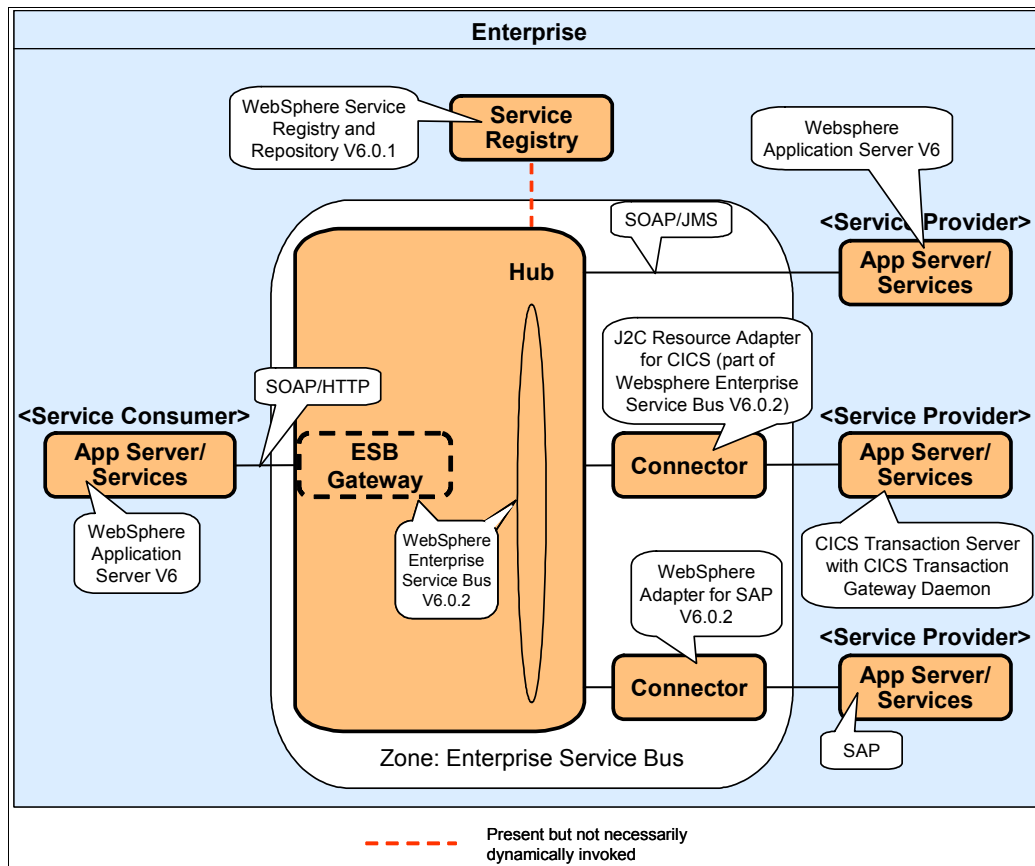 Enterprise
WebSphere Service
Registry and
Repository V6.0.1
Service
Registry
Websphere
Application Server V6
SOAP/JMS
<Service Provider>
App Server/
Services
Hub
J2C Resource Adapter
for CICS (part of
Websphere Enterprise
Service Bus V6.0.2)
SOAP/HTTP
<Service Consumer>
App Server/
Services
ESB
Gateway
Connector
<Service Provider>
App Server/
Services
WebSphere
Application
Server V6
WebSphere
Enterprise
Service Bus
V6.0.2
CICS Transaction Server
with CICS Transaction
Gateway Daemon
WebSphere
Adapter for SAP
V6.0.2
<Service Provider>
Connector
App Server/
Services
SAP
Zone: Enterprise Service Bus
Present but not necessarily
dynamically invoked